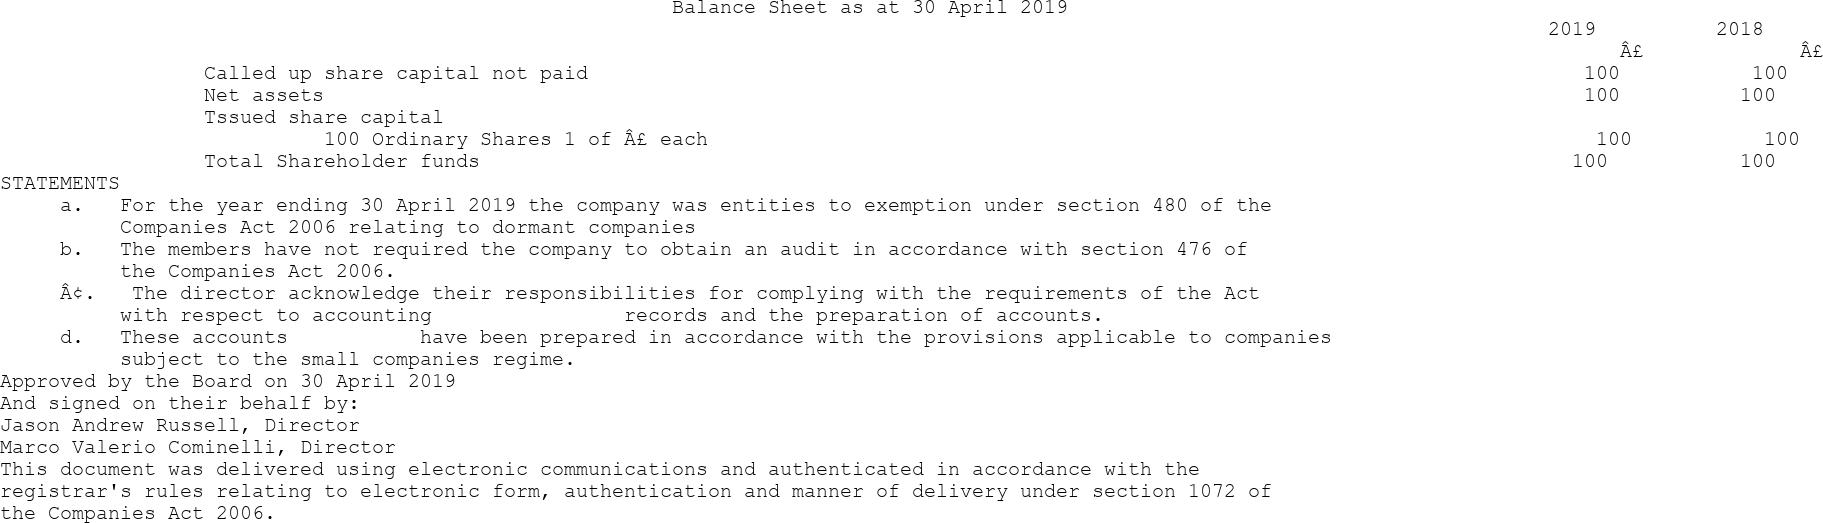 Balance Sheet as at 30 April 2019
2019 2018
Â£ Â£
Called up share capital not paid 100 100
Net assets 100 100
Tssued share capital
100 Ordinary Shares 1 of Â£ each 100 100
Total Shareholder funds 100 100
STATEMENTS
a. For the year ending 30 April 2019 the company was entities to exemption under section 480 of the
Companies Act 2006 relating to dormant companies
b. The members have not required the company to obtain an audit in accordance with section 476 of
the Companies Act 2006.
Â¢. The director acknowledge their responsibilities for complying with the requirements of the Act
with respect to accounting records and the preparation of accounts.
d. These accounts have been prepared in accordance with the provisions applicable to companies
subject to the small companies regime.
Approved by the Board on 30 April 2019
And signed on their behalf by:
Jason Andrew Russell, Director
Marco Valerio Cominelli, Director
This document was delivered using electronic communications and authenticated in accordance with the
registrar's rules relating to electronic form, authentication and manner of delivery under section 1072 of
the Companies Act 2006.